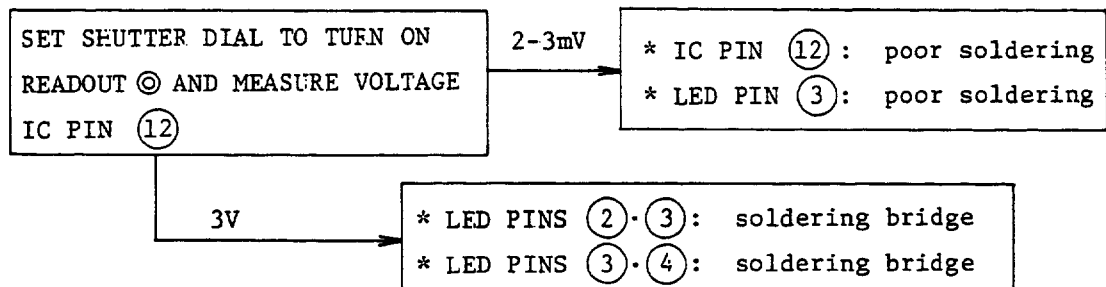 SET SHUTTER DIAL TO TURN ON
READOUT ◎ AND MEASURE VOLTAGE
IC PIN ⑫
2-3mV
* IC PIN ⑫: poor soldering
* LED PIN ③: poor soldering
3V
* LED PINS ②·③: soldering bridge
* LED PINS ③·④: soldering bridge